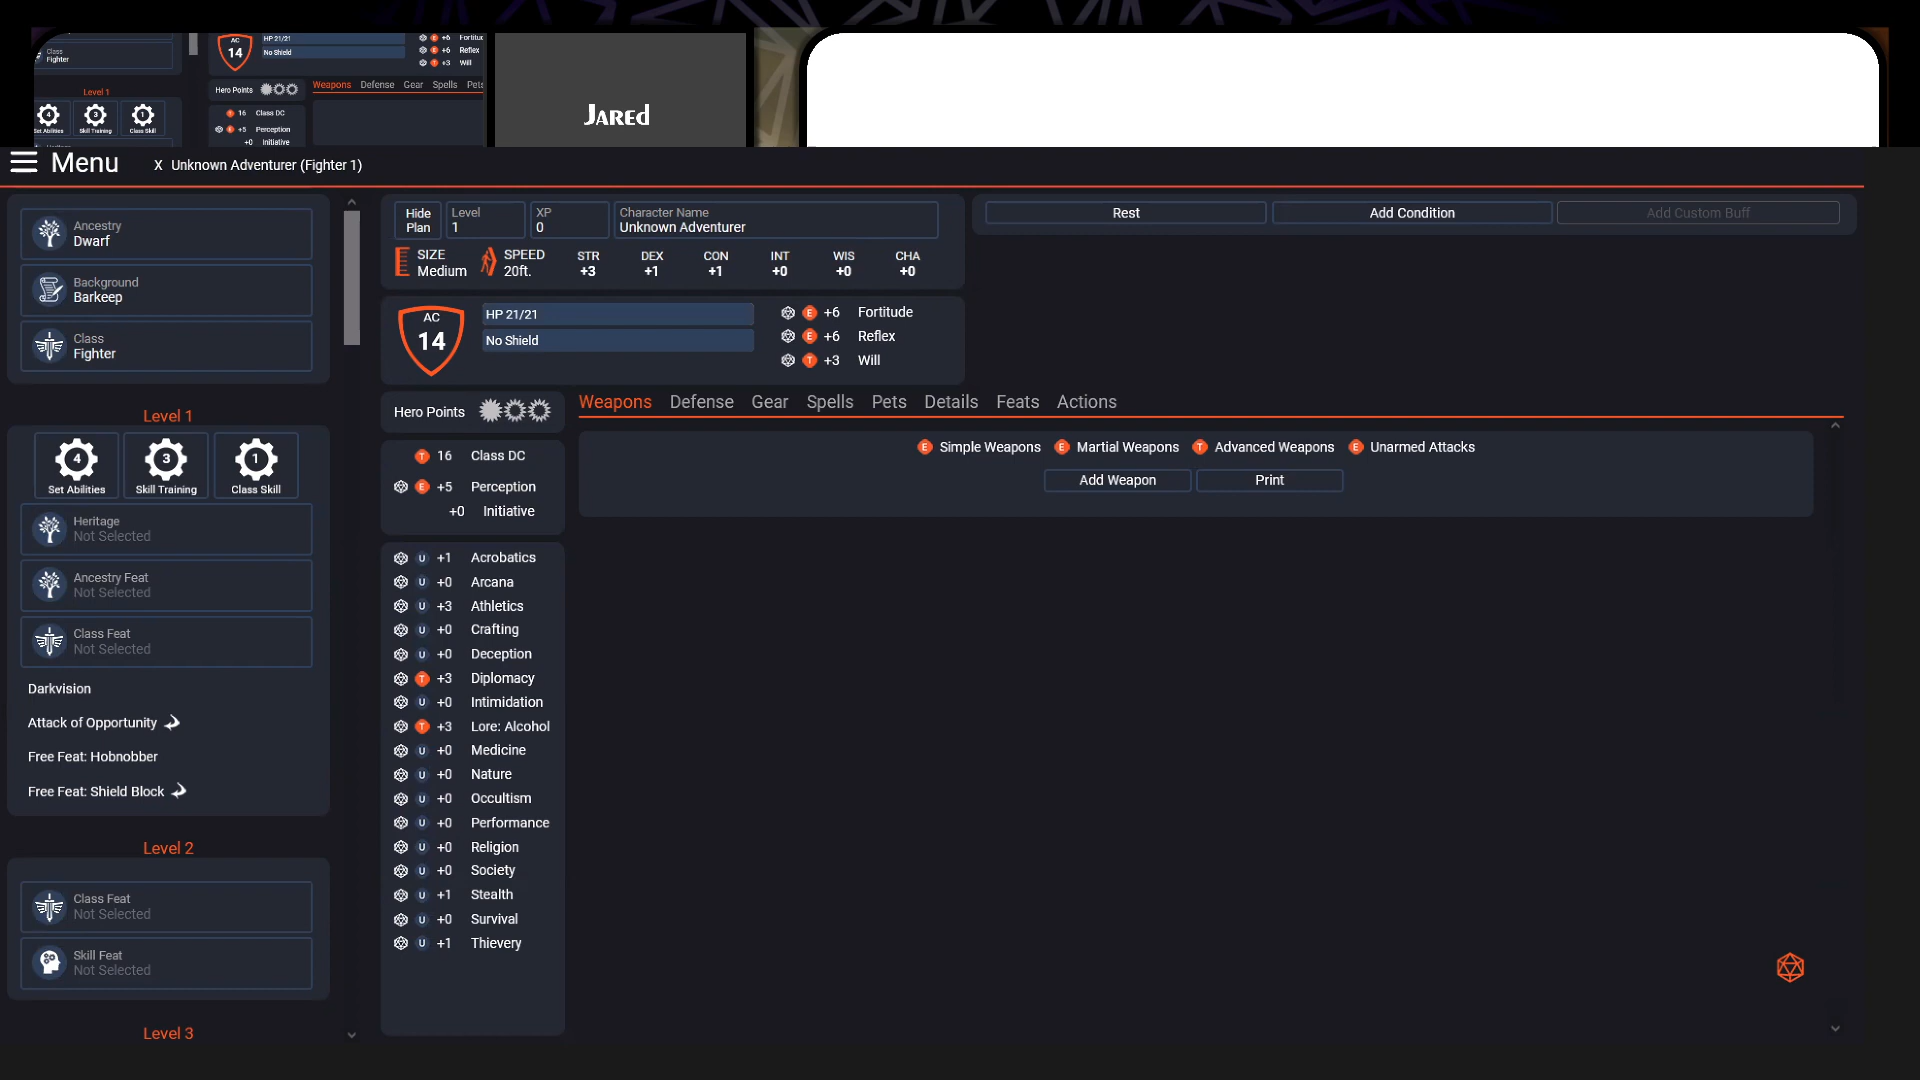 Class
Fighter
Level 1
4
3
1
Set Abilities
Skill Training
Class Skill
AC
14
HP 21/21
No Shield
+6 Fortitude
+6 Reflex
+3 Will
Hero Points
Weapons Defense Gear Spells Pets
T 16 Class DC
E +5 Perception
+0 Initiative
Jared
Menu
X Unknown Adventurer (Fighter 1)
Ancestry
Dwarf
Background
Barkeep
Class
Fighter
Level 1
4
Set Abilities
3
Skill Training
1
Class Skill
Heritage
Not Selected
Ancestry Feat
Not Selected
Class Feat
Not Selected
Darkvision
Attack of Opportunity
Free Feat: Hobnobber
Free Feat: Shield Block
Level 2
Class Feat
Not Selected
Skill Feat
Not Selected
Level 3
Hide
Plan
Level
1
XP
0
Character Name
Unknown Adventurer
SIZE
Medium
SPEED
20ft.
STR
+3
DEX
+1
CON
+1
INT
+0
WIS
+0
CHA
+0
Rest
Add Condition
Add Custom Buff
AC
14
HP 21/21
No Shield
E +6 Fortitude
E +6 Reflex
T +3 Will
Hero Points
T 16 Class DC
E +5 Perception
+0 Initiative
U +1 Acrobatics
U +0 Arcana
U +3 Athletics
U +0 Crafting
U +0 Deception
T +3 Diplomacy
U +0 Intimidation
T +3 Lore: Alcohol
U +0 Medicine
U +0 Nature
U +0 Occultism
U +0 Performance
U +0 Religion
U +0 Society
U +1 Stealth
U +0 Survival
U +1 Thievery
Weapons Defense Gear Spells Pets Details Feats Actions
E Simple Weapons E Martial Weapons T Advanced Weapons E Unarmed Attacks
Add Weapon
Print